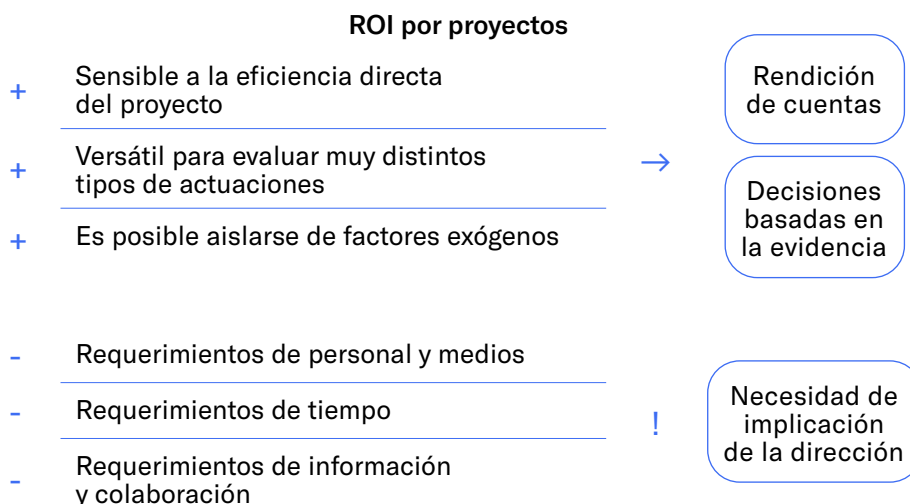 ROI por proyectos
+ Sensible a la eficiencia directa
del proyecto
+ Versátil para evaluar muy distintos
tipos de actuaciones
+ Es posible aislarse de factores exógenos
→
Rendición
de cuentas
Decisiones
basadas en
la evidencia
- Requerimientos de personal y medios
- Requerimientos de tiempo
- Requerimientos de información
y colaboración
!
Necesidad de
implicación
de la dirección